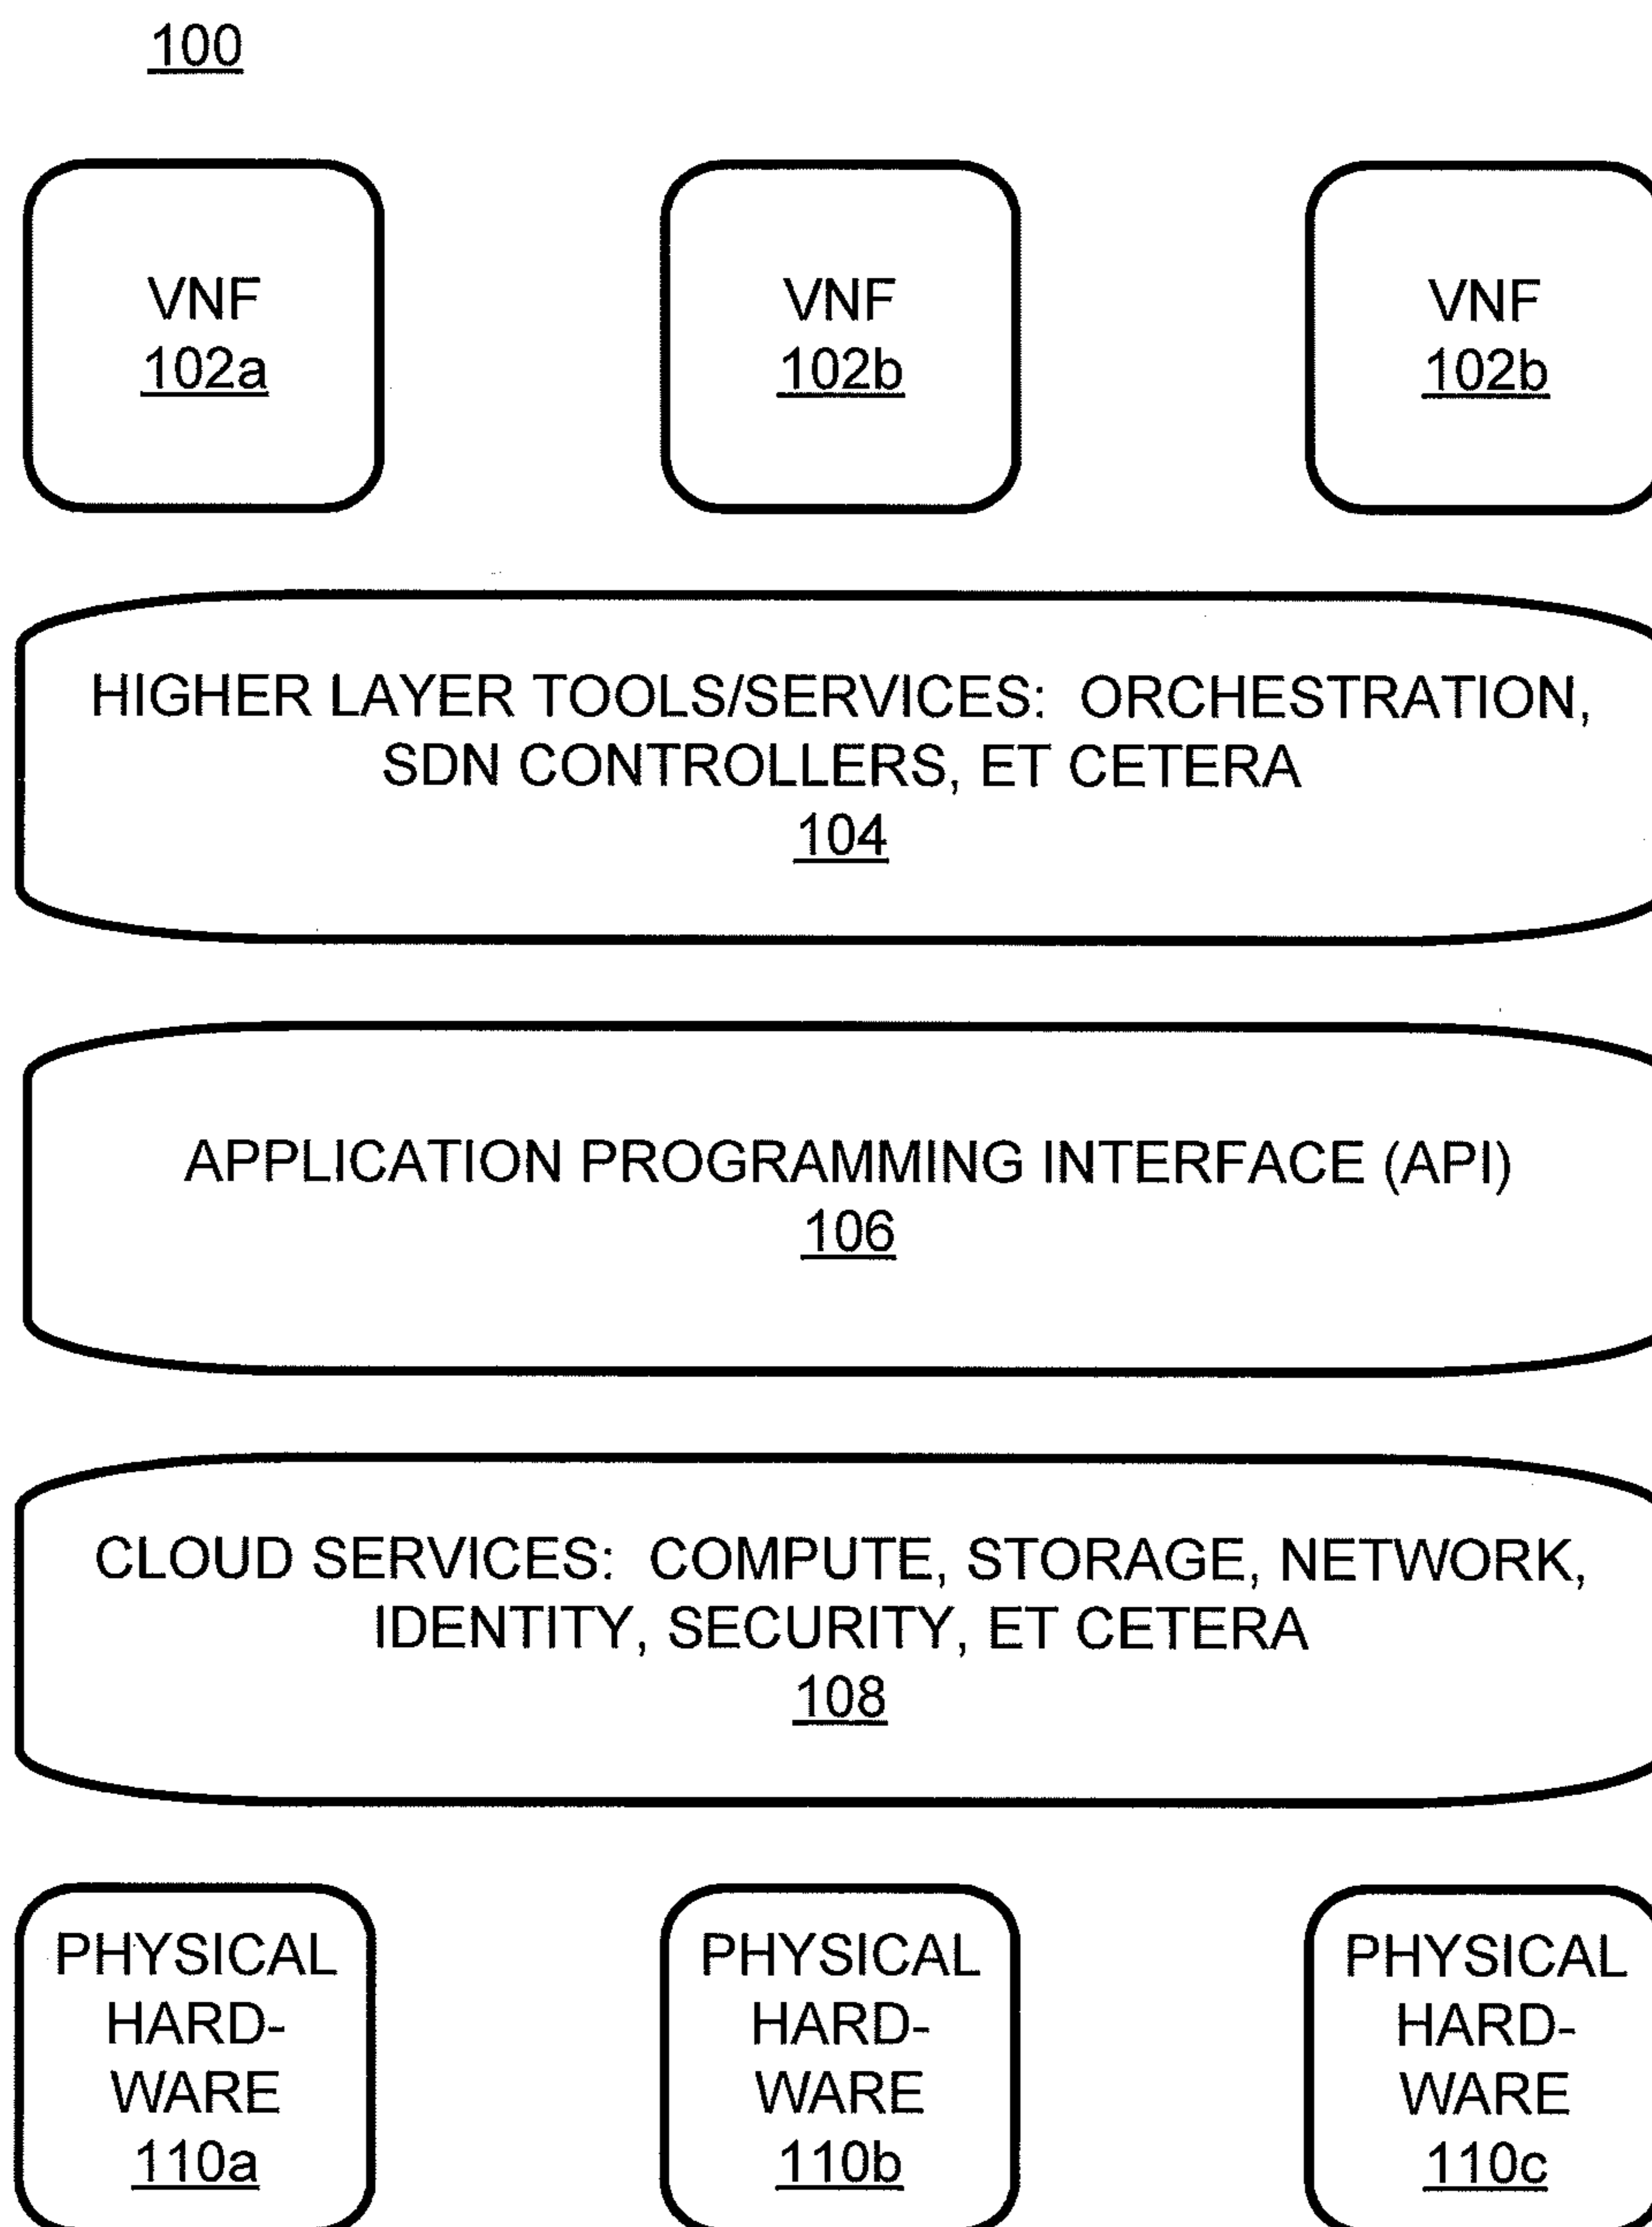 100
VNF
102a
VNF
102b
VNF
102b
HIGHER LAYER TOOLS/SERVICES: ORCHESTRATION,
SDN CONTROLLERS, ET CETERA
104
APPLICATION PROGRAMMING INTERFACE (API)
106
CLOUD SERVICES: COMPUTE, STORAGE, NETWORK,
IDENTITY, SECURITY, ET CETERA
108
PHYSICAL
HARD-
WARE
110a
PHYSICAL
HARD-
WARE
110b
PHYSICAL
HARD-
WARE
110c